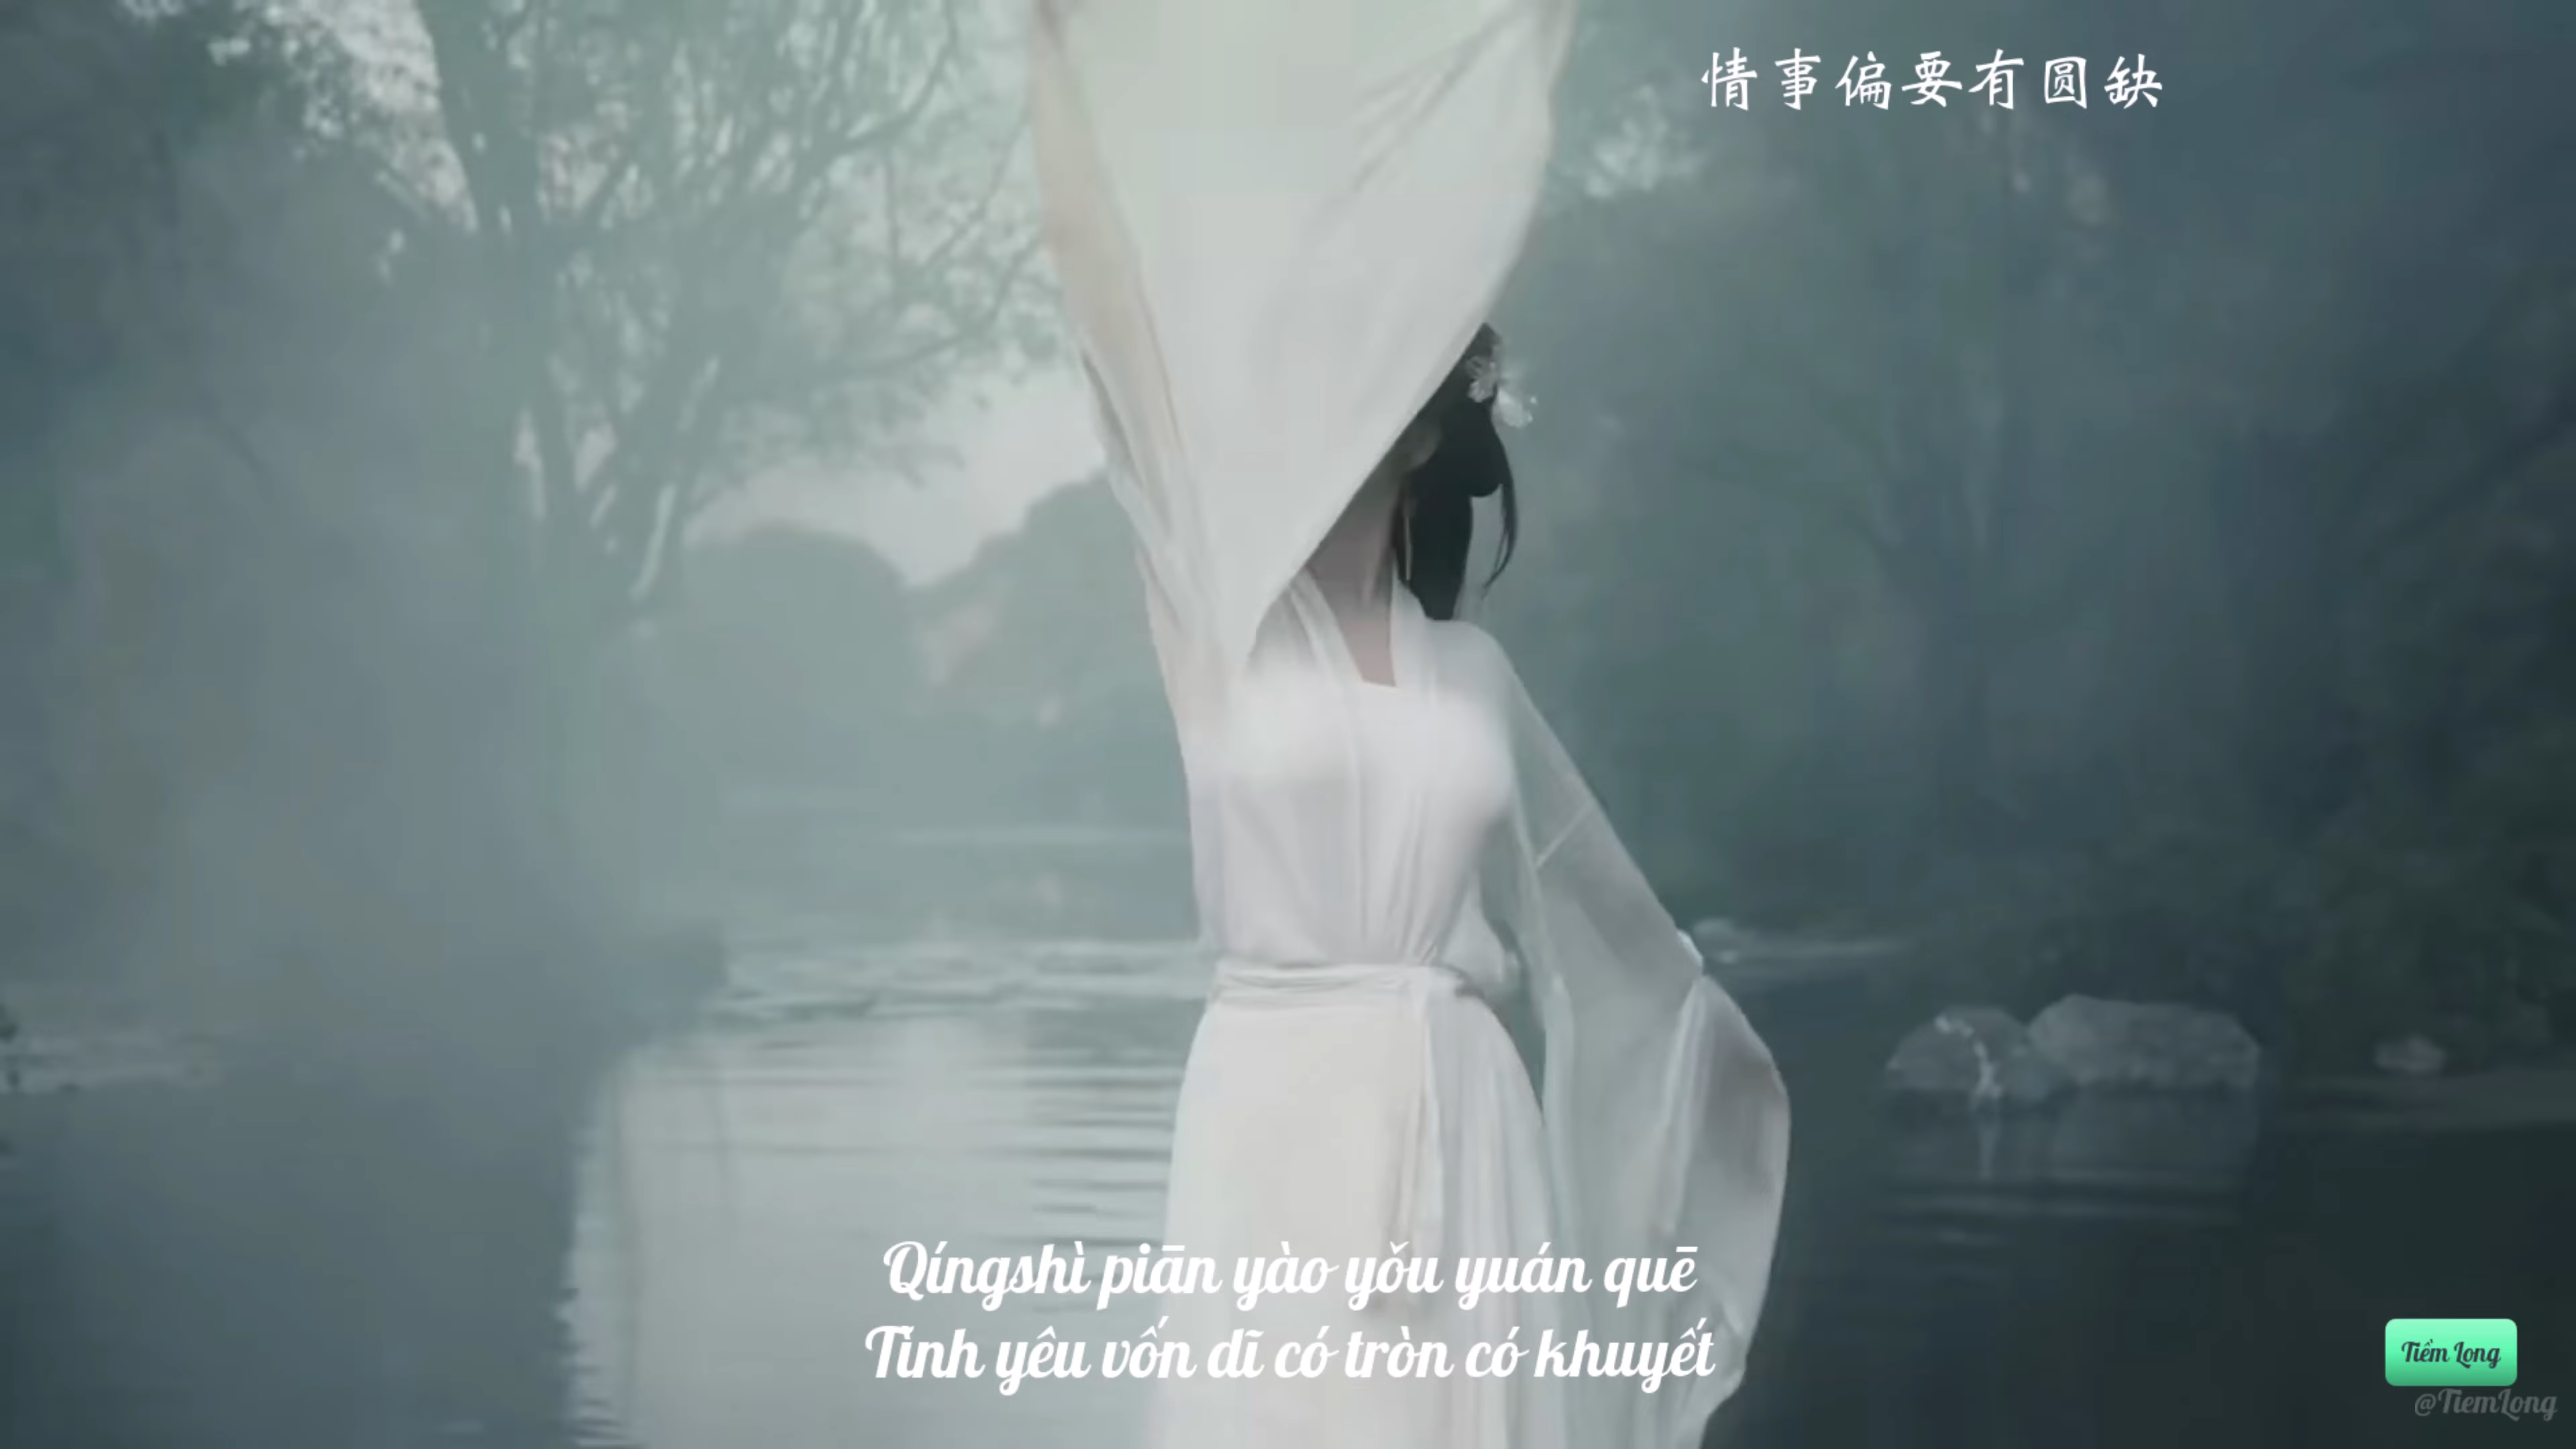 情事偏要有圆缺
Qíngshì piān yào yǒu yuán quē
Tình yêu vốn dĩ có tròn có khuyết
Tiềm Long
@TiemLong